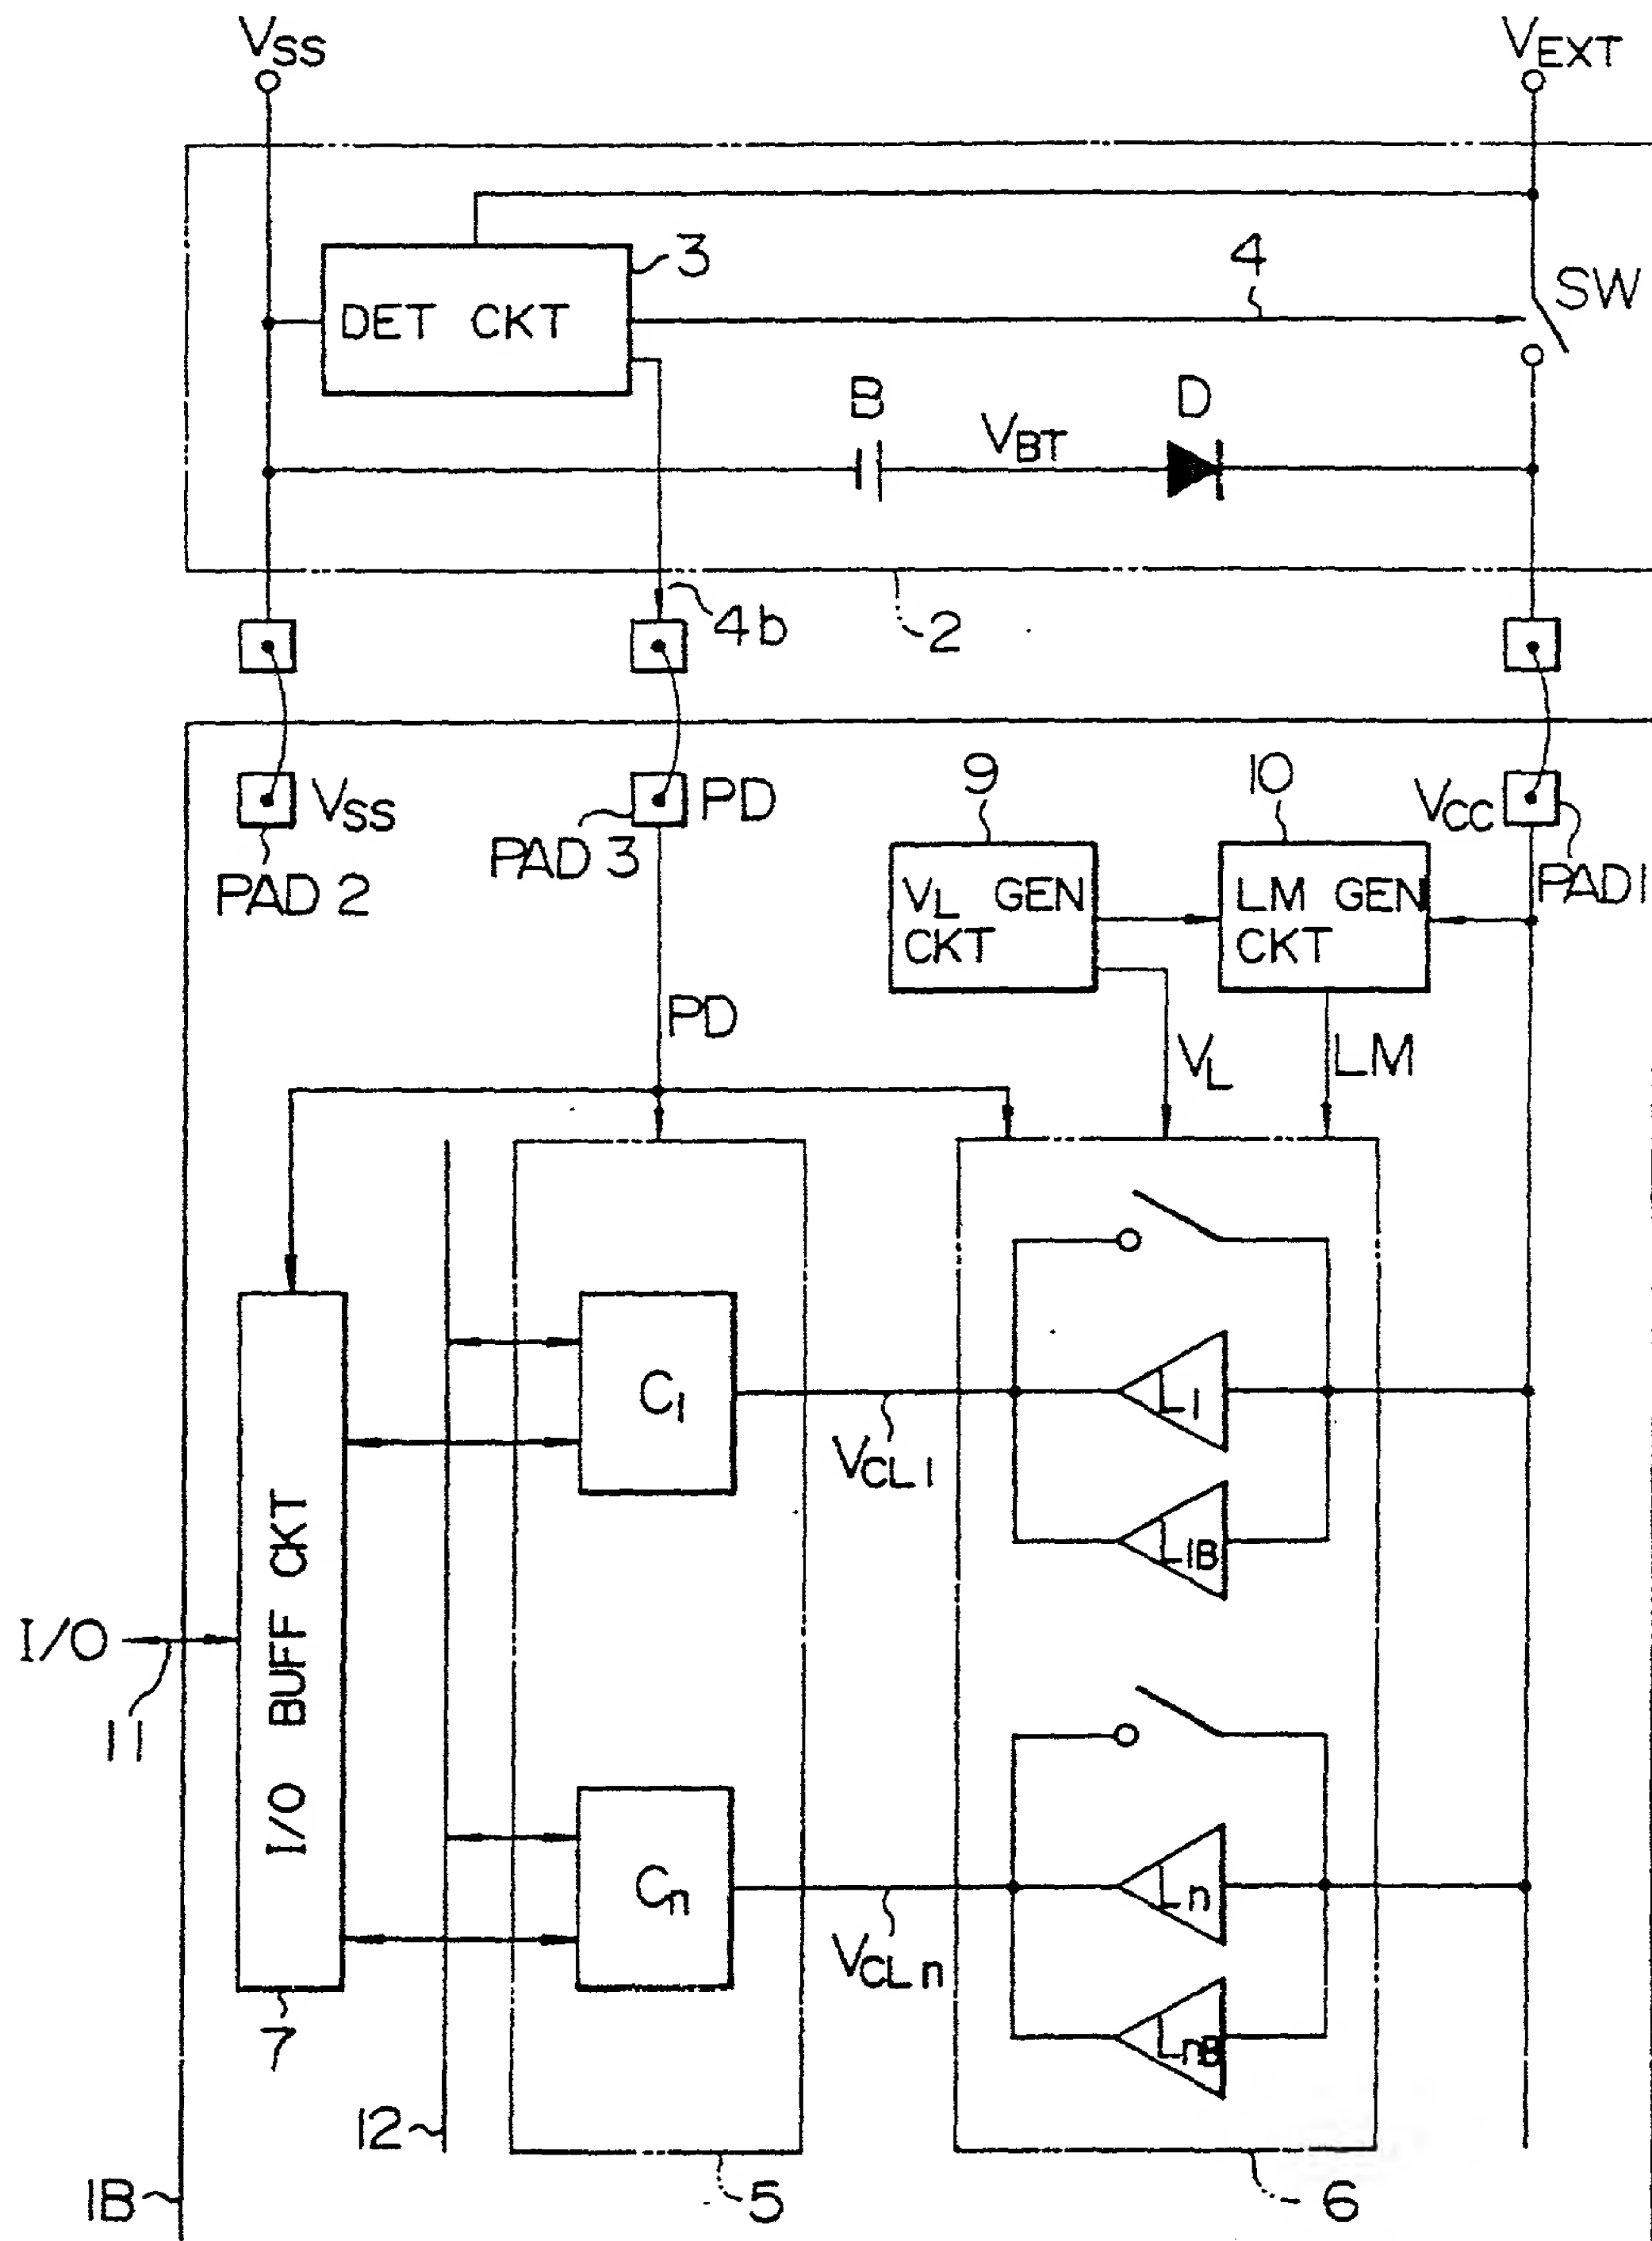 VSS
VEXT
3
4
SW
DET CKT
B
VBT
D
4b
2
VSS
PAD 2
PD
PAD 3
9
10
VCC
PAD 1
VL GEN
CKT
LM GEN
CKT
PD
VL
LM
C1
L1
VCL1
L1B
I/O BUFF CKT
I/O
11
Cn
Ln
VCLn
LnB
7
12
5
6
1B